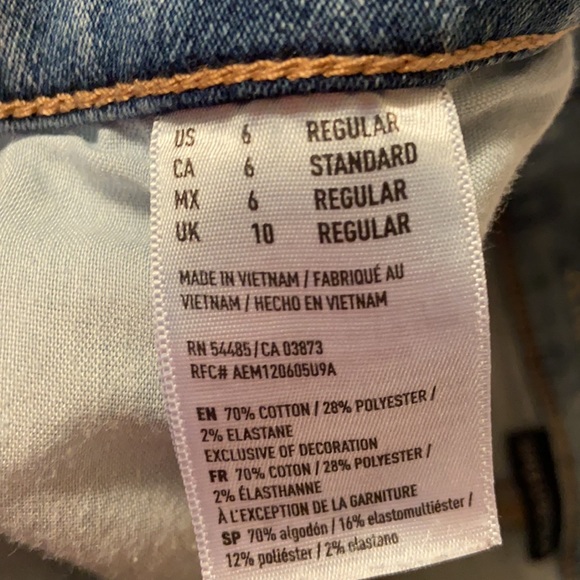 US 6 REGULAR
CA 6 STANDARD
MX 6 REGULAR
UK 10 REGULAR
MADE IN VIETNAM / FABRIQUÉ AU
VIETNAM / HECHO EN VIETNAM
RN 54485 / CA 03873
RFC# AEM120605U9A
EN 70% COTTON / 28% POLYESTER /
2% ELASTANE
EXCLUSIVE OF DECORATION
FR 70% COTON / 28% POLYESTER /
2% ÉLASTHANNE
À L'EXCEPTION DE LA GARNITURE
SP 70% algodón / 16% elastomultiéster /
12% poliéster / 2% elastano